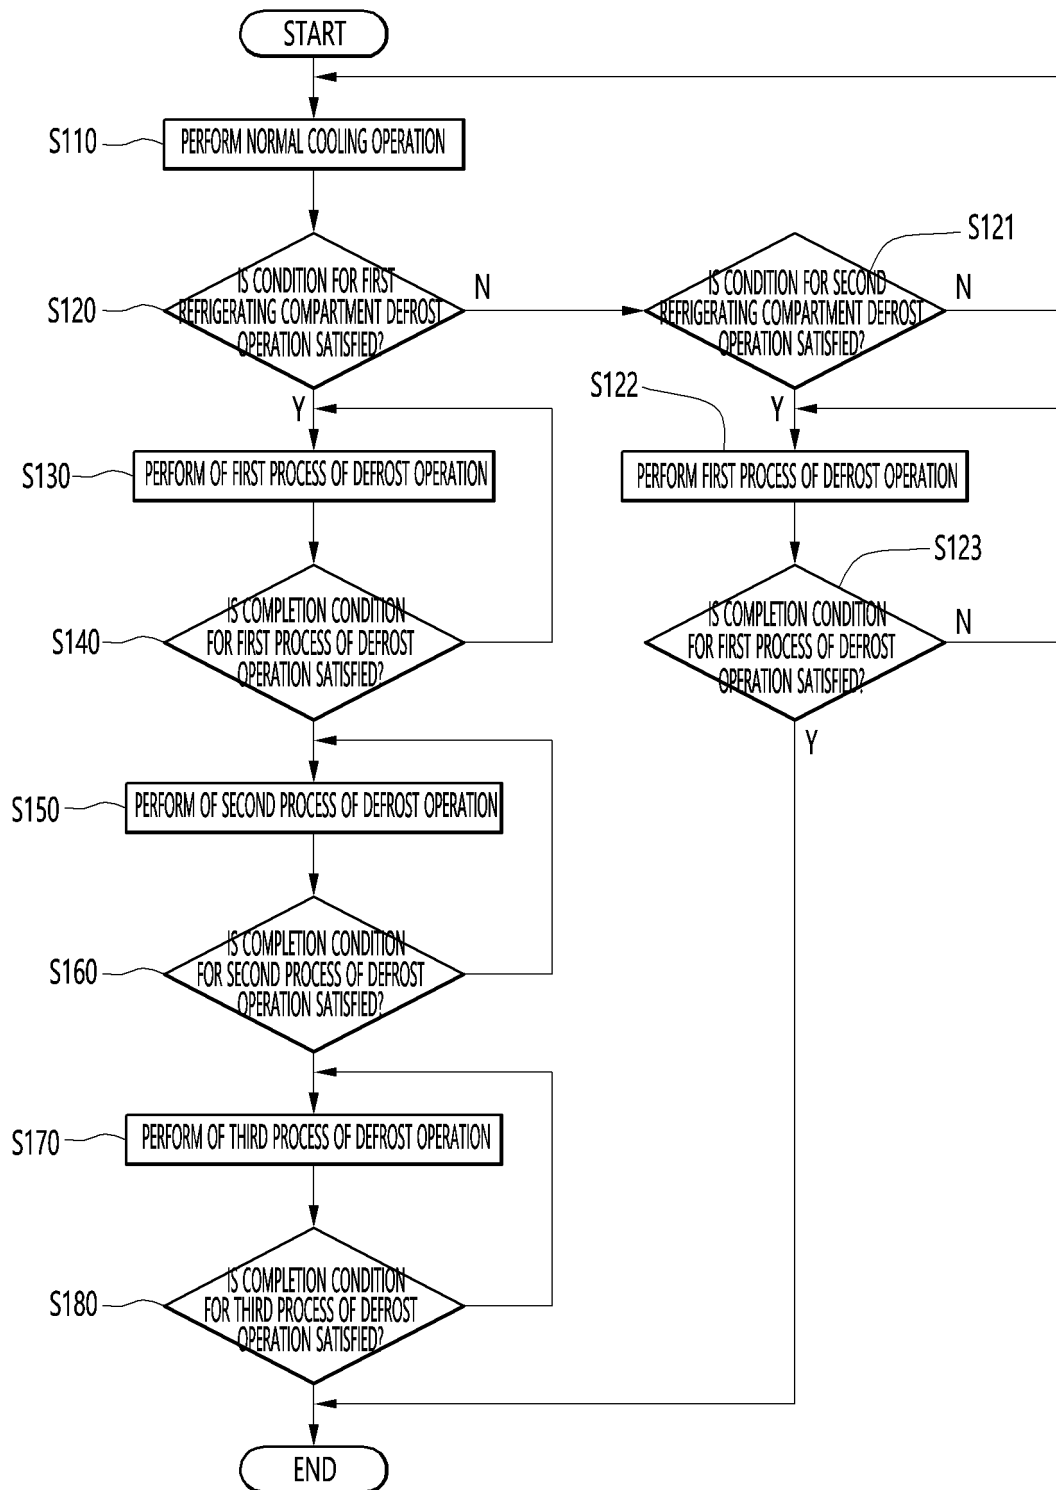 START
S110
PERFORM NORMAL COOLING OPERATION
S120
IS CONDITION FOR FIRST
REFRIGERATING COMPARTMENT DEFROST
OPERATION SATISFIED?
N
Y
S121
IS CONDITION FOR SECOND
REFRIGERATING COMPARTMENT DEFROST
OPERATION SATISFIED?
N
Y
S130
PERFORM OF FIRST PROCESS OF DEFROST OPERATION
S122
PERFORM FIRST PROCESS OF DEFROST OPERATION
S140
IS COMPLETION CONDITION
FOR FIRST PROCESS OF DEFROST
OPERATION SATISFIED?
S123
IS COMPLETION CONDITION
FOR FIRST PROCESS OF DEFROST
OPERATION SATISFIED?
N
Y
S150
PERFORM OF SECOND PROCESS OF DEFROST OPERATION
S160
IS COMPLETION CONDITION
FOR SECOND PROCESS OF DEFROST
OPERATION SATISFIED?
S170
PERFORM OF THIRD PROCESS OF DEFROST OPERATION
S180
IS COMPLETION CONDITION
FOR THIRD PROCESS OF DEFROST
OPERATION SATISFIED?
END